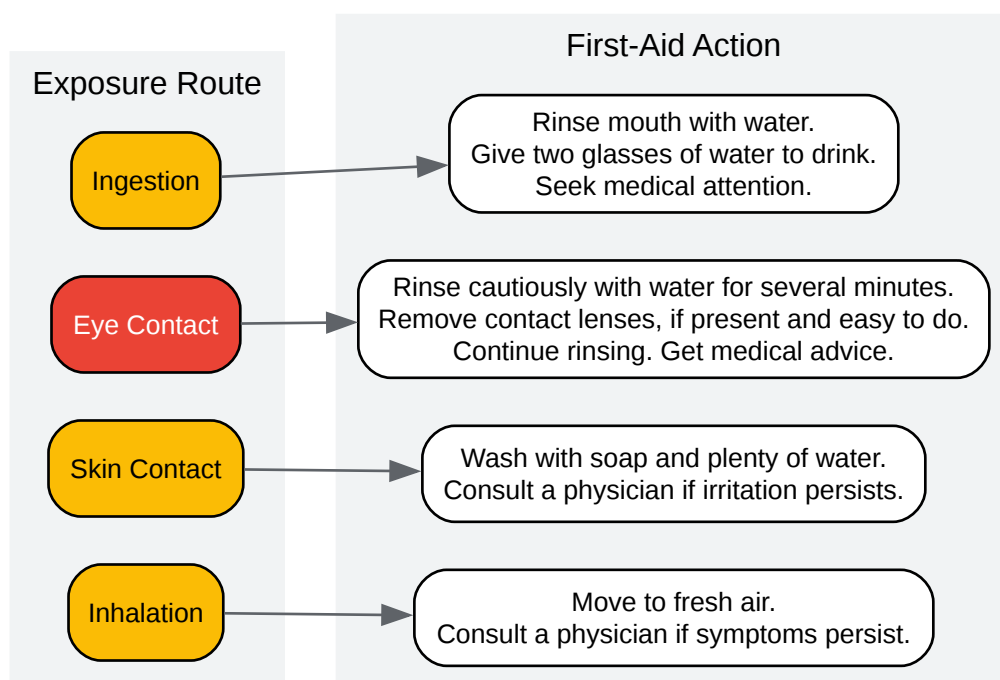 Exposure Route
First-Aid Action
Ingestion
Rinse mouth with water.
Give two glasses of water to drink.
Seek medical attention.
Eye Contact
Rinse cautiously with water for several minutes.
Remove contact lenses, if present and easy to do.
Continue rinsing. Get medical advice.
Skin Contact
Wash with soap and plenty of water.
Consult a physician if irritation persists.
Inhalation
Move to fresh air.
Consult a physician if symptoms persist.